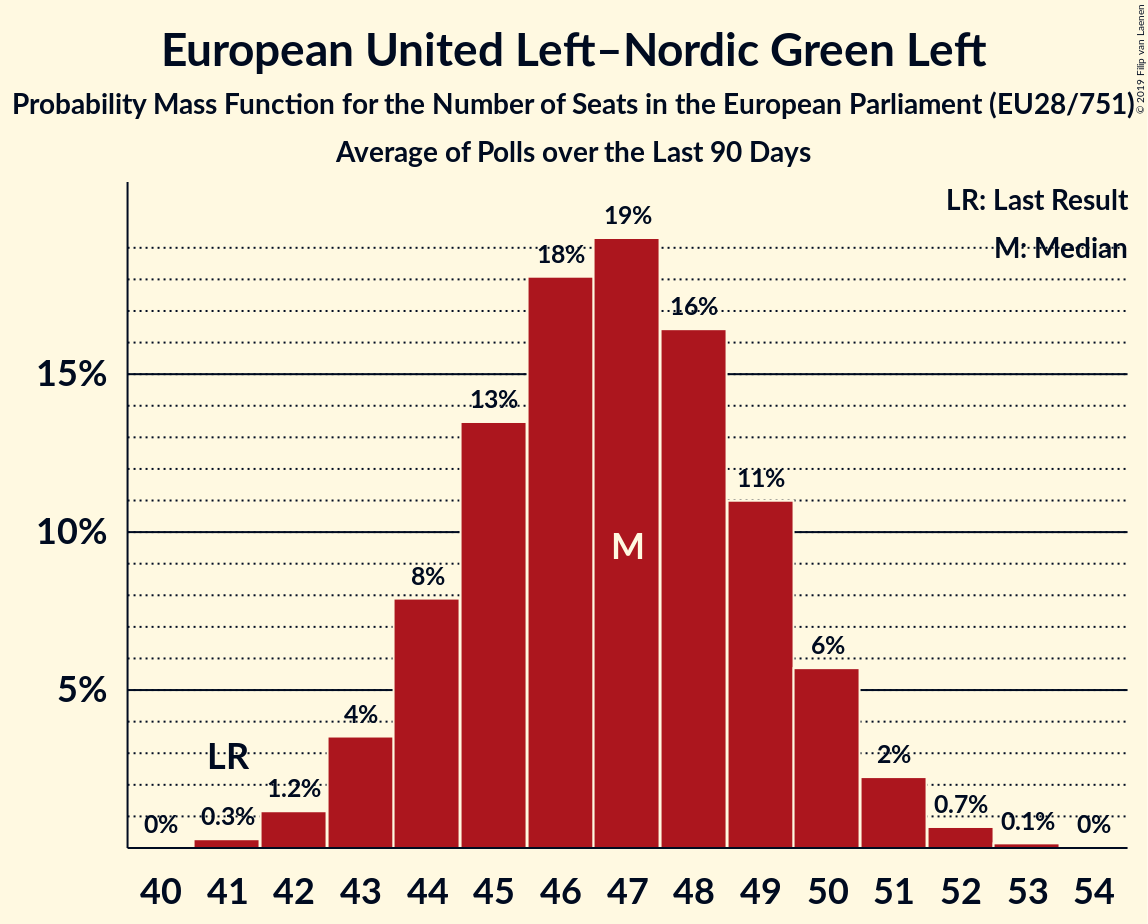 European United Left–Nordic Green Left
Probability Mass Function for the Number of Seats in the European Parliament (EU28/751)
Average of Polls over the Last 90 Days
© 2019 Filip van Laenen
LR: Last Result
M: Median
19%
18%
16%
15%
13%
11%
10%
M
8%
6%
5%
4%
LR
2%
1.2%
0.7%
0.3%
0.1%
0%
0%
40 41 42 43 44 45 46 47 48 49 50 51 52 53 54